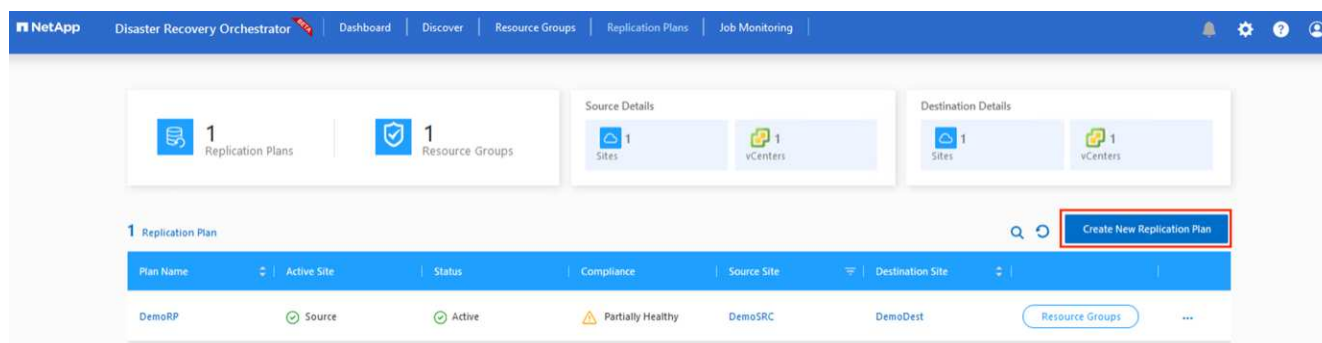 NetApp Disaster Recovery Orchestrator BETA Dashboard Discover Resource Groups Replication Plans Job Monitoring ?
Source Details Destination Details
1 Replication Plans 1 Resource Groups 1 Sites 1 vCenters 1 Sites 1 vCenters
1 Replication Plan Create New Replication Plan
Plan Name Active Site Status Compliance Source Site Destination Site
DemoRP Source Active Partially Healthy DemoSRC DemoDest Resource Groups ...